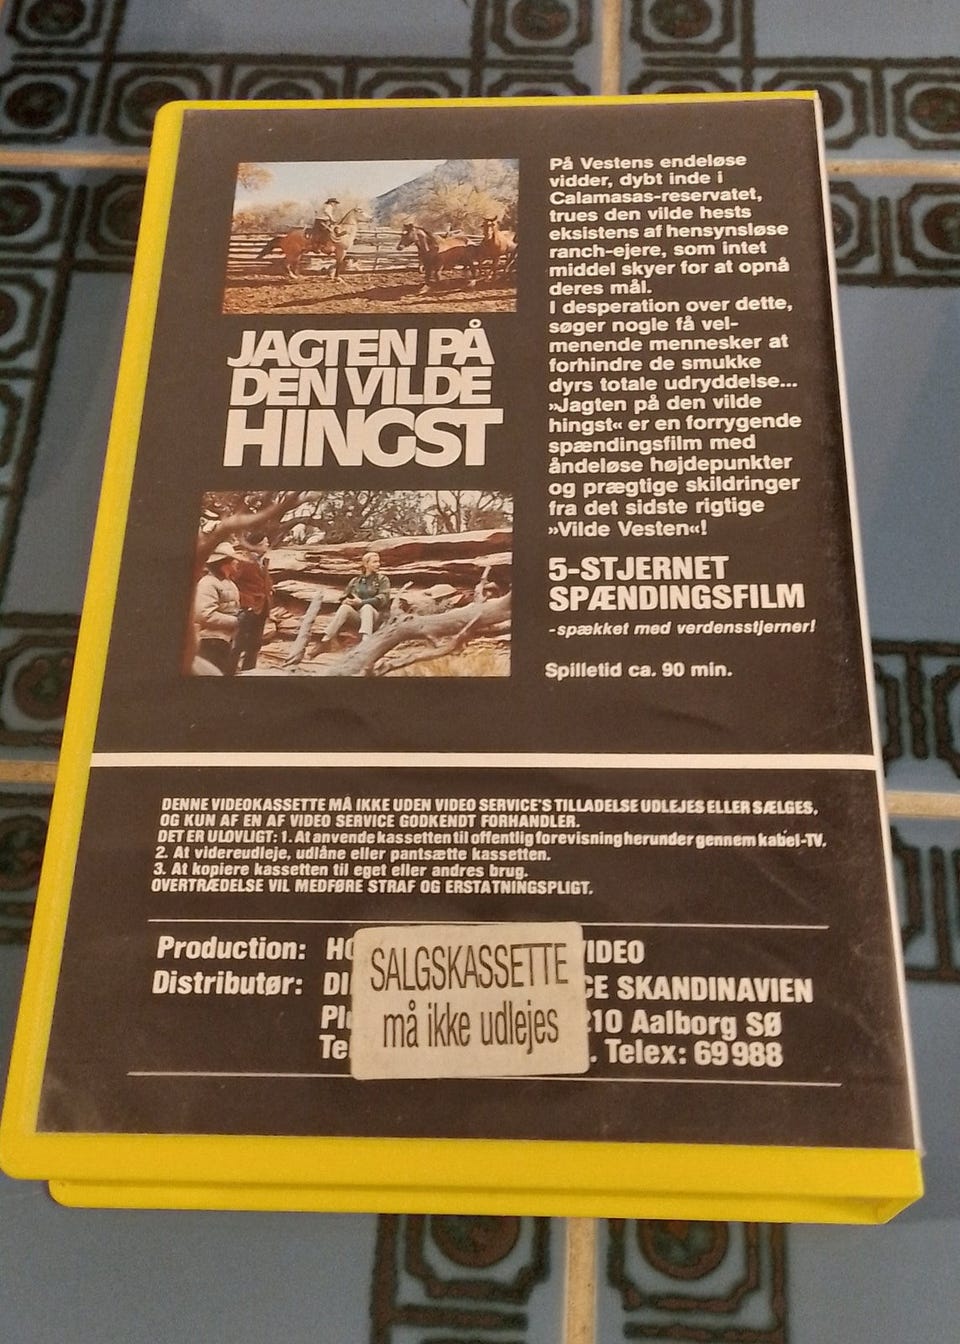 JAGTEN PÅ
DEN VILDE
HINGST
På Vestens endeløse
vidder, dybt inde i
Calamasas-reservatet,
trues den vilde hests
eksistens af hensynsløse
ranch-ejere, som intet
middel skyer for at opnå
deres mål.
I desperation over dette,
søger nogle få vel-
menende mennesker at
forhindre de smukke
dyrs totale udryddelse...
»Jagten på den vilde
hingst« er en forrygende
spændingsfilm med
åndeløse højdepunkter
og prægtige skildringer
fra det sidste rigtige
»Vilde Vesten«!
5-STJERNET
SPÆNDINGSFILM
-spækket med verdensstjerner!
Spilletid ca. 90 min.
DENNE VIDEOKASSETTE MÅ IKKE UDEN VIDEO SERVICE'S TILLADELSE UDLEJES ELLER SÆLGES,
OG KUN AF EN AF VIDEO SERVICE GODKENDT FORHANDLER.
DET ER ULOVLIGT: 1. At anvende kassetten til offentlig forevisning herunder gennem kabel-TV.
2. At videreudleje, udlåne eller pantsætte kassetten.
3. At kopiere kassetten til eget eller andres brug.
OVERTRÆDELSE VIL MEDFØRE STRAF OG ERSTATNINGSPLIGT.
Production: VIDEO
Distributør: SKANDINAVIEN
Aalborg SØ
Telex: 69988
SALGSKASSETTE
må ikke udlejes